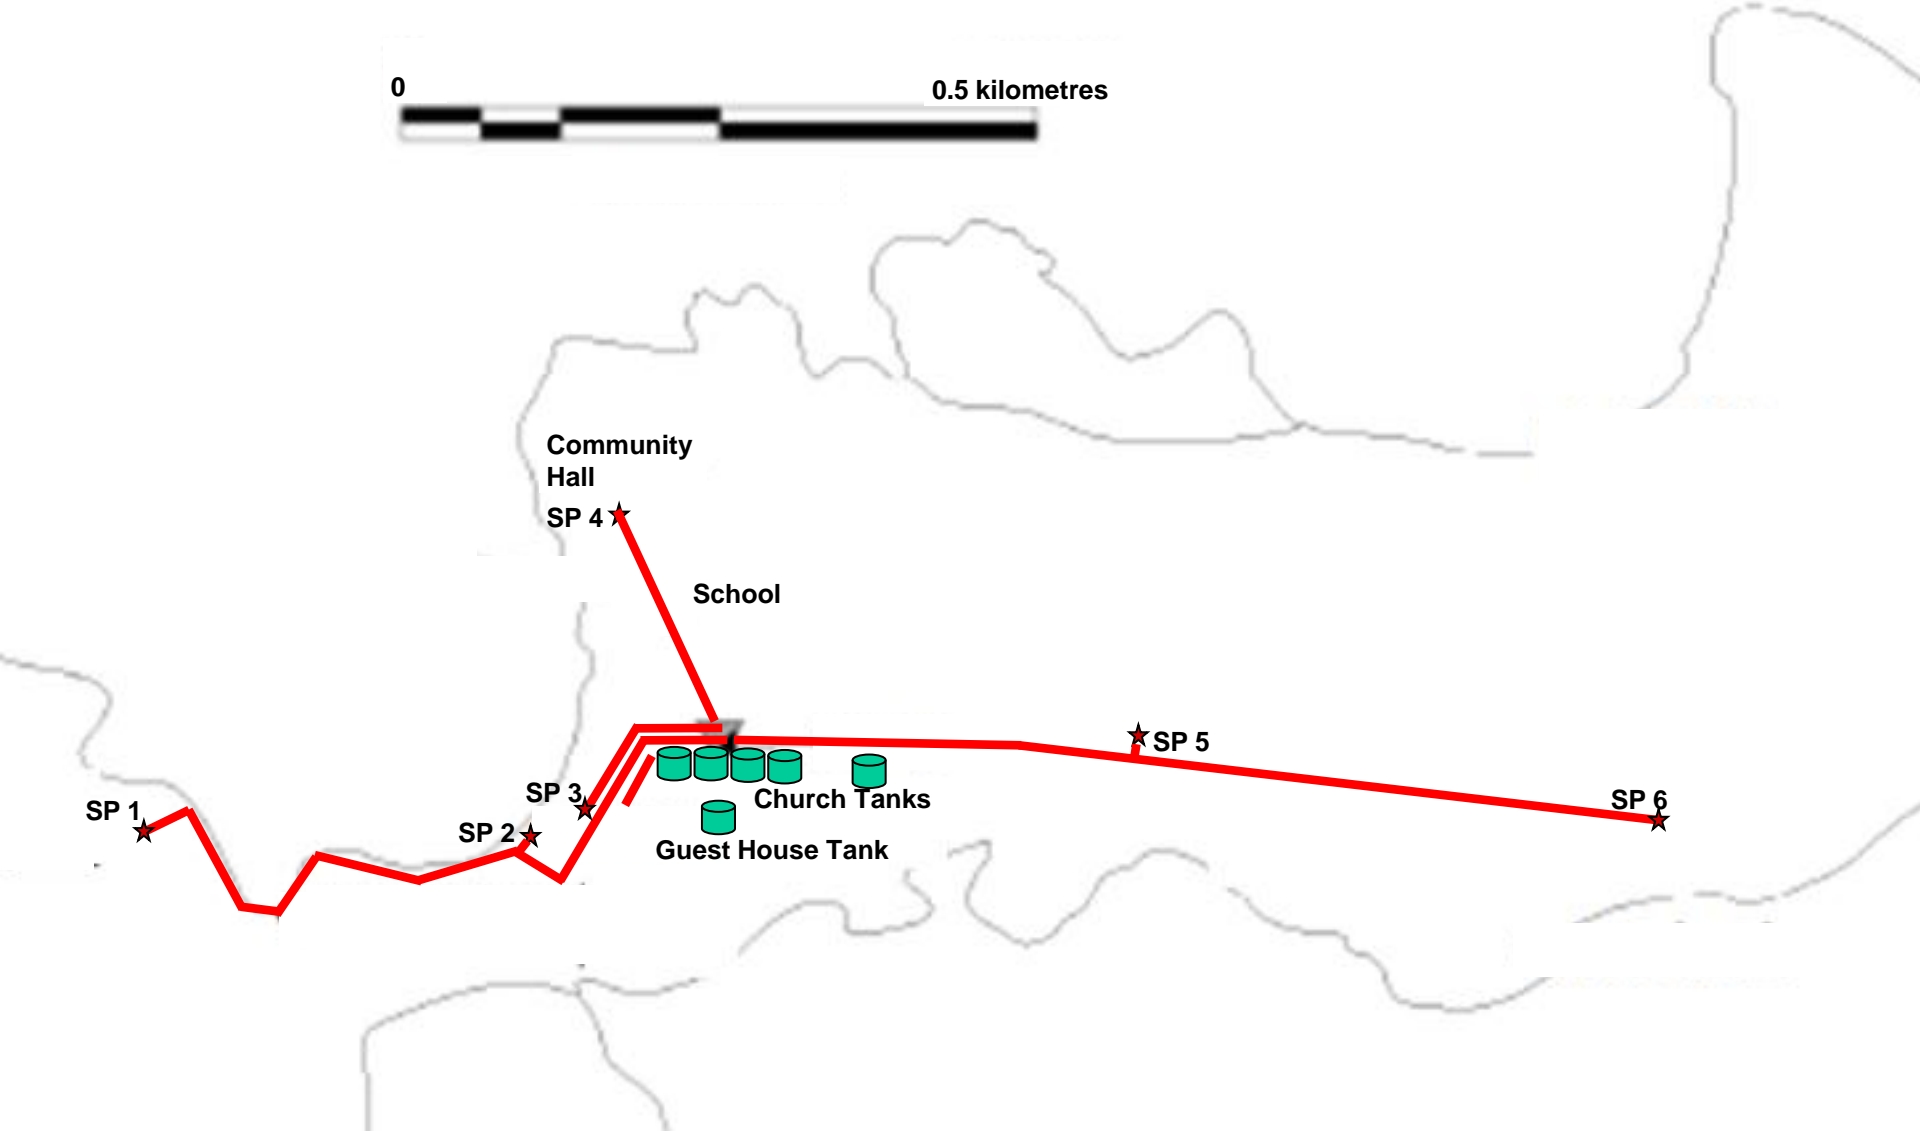 0
0.5 kilometres
Community
Hall
SP 4
School
SP 5
SP 3
Church Tanks
SP 6
SP 1
SP 2
Guest House Tank